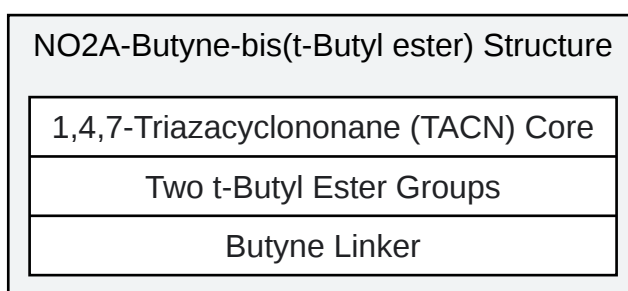 NO2A-Butyne-bis(t-Butyl ester) Structure
1,4,7-Triazacyclononane (TACN) Core
Two t-Butyl Ester Groups
Butyne Linker